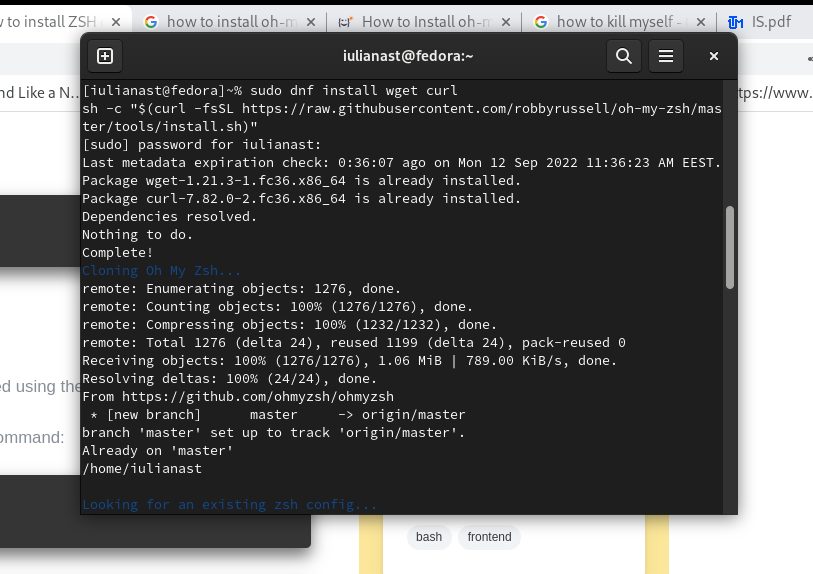 to install ZSH
how to install oh-m
How to Install oh-m
how to kill myself -
IS.pdf
nd Like a N…
tps://www.
iulianast@fedora:~
[iulianast@fedora]~% sudo dnf install wget curl
sh -c "$(curl -fsSL https://raw.githubusercontent.com/robbyrussell/oh-my-zsh/mas
ter/tools/install.sh)"
[sudo] password for iulianast:
Last metadata expiration check: 0:36:07 ago on Mon 12 Sep 2022 11:36:23 AM EEST.
Package wget-1.21.3-1.fc36.x86_64 is already installed.
Package curl-7.82.0-2.fc36.x86_64 is already installed.
Dependencies resolved.
Nothing to do.
Complete!
Cloning Oh My Zsh...
remote: Enumerating objects: 1276, done.
remote: Counting objects: 100% (1276/1276), done.
remote: Compressing objects: 100% (1232/1232), done.
remote: Total 1276 (delta 24), reused 1199 (delta 24), pack-reused 0
Receiving objects: 100% (1276/1276), 1.06 MiB | 789.00 KiB/s, done.
Resolving deltas: 100% (24/24), done.
From https://github.com/ohmyzsh/ohmyzsh
 * [new branch]      master     -> origin/master
branch 'master' set up to track 'origin/master'.
Already on 'master'
/home/iulianast
Looking for an existing zsh config...
ed using the
ommand:
bash
frontend